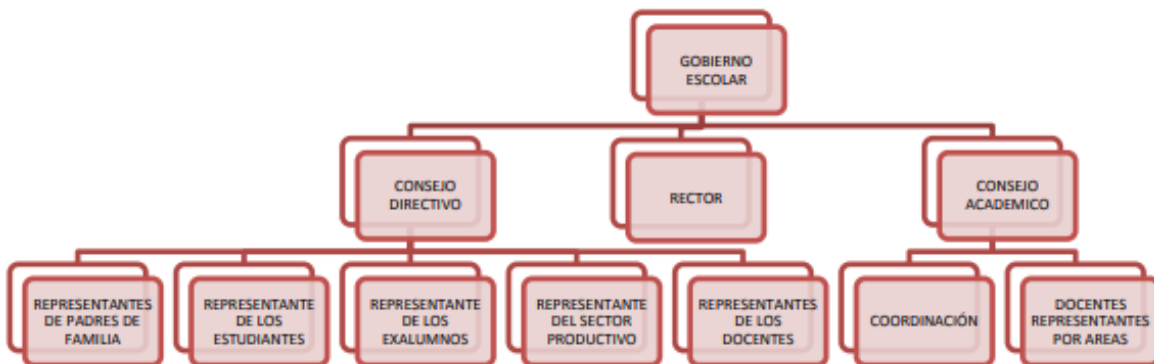 GOBIERNO
ESCOLAR
CONSEJO
DIRECTIVO
RECTOR
CONSEJO
ACADEMICO
REPRESENTANTES
DE PADRES DE
FAMILIA
REPRESENTANTE
DE LOS
ESTUDIANTES
REPRESENTANTE
DE LOS
EXALUMNOS
REPRESENTANTE
DEL SECTOR
PRODUCTIVO
REPRESENTANTES
DE LOS
DOCENTES
COORDINACIÓN
DOCENTES
REPRESENTANTES
POR AREAS